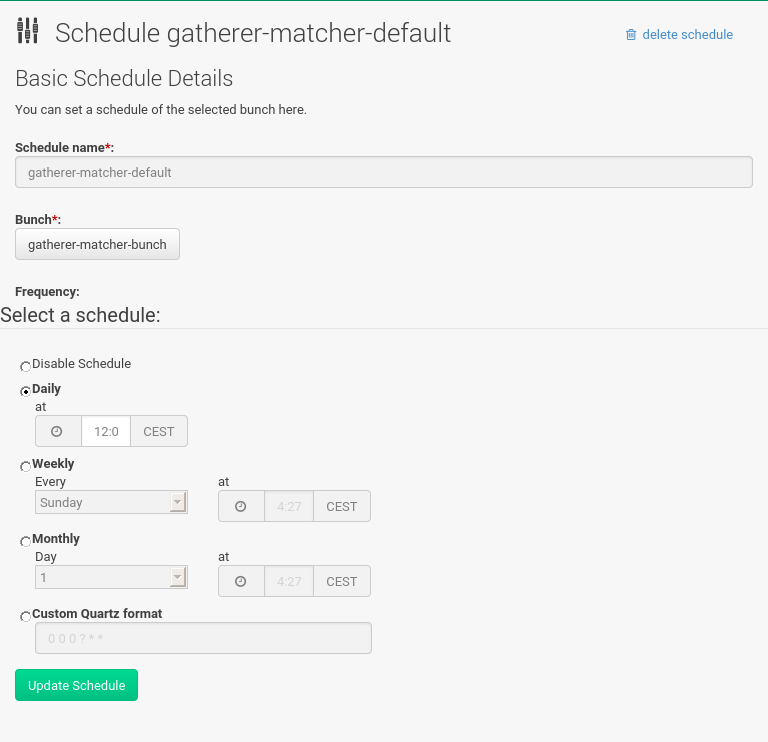 Schedule gatherer-matcher-default
delete schedule
Basic Schedule Details
You can set a schedule of the selected bunch here.
Schedule name*:
gatherer-matcher-default
Bunch*:
gatherer-matcher-bunch
Frequency:
Select a schedule:
Disable Schedule
Daily
at
12:0 CEST
Weekly
Every at
Sunday 4:27 CEST
Monthly
Day at
1 4:27 CEST
Custom Quartz format
0 0 0 ? * *
Update Schedule